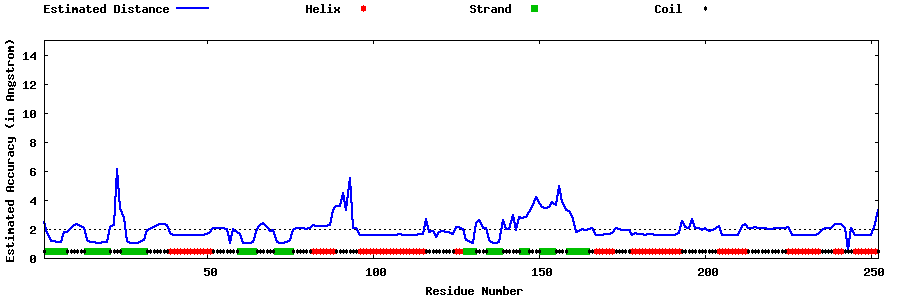 Estimated Distance Helix Strand Coil
Estimated Accuracy (in Angstrom)
14
12
10
8
6
4
2
0
50 100 150 200 250
Residue Number